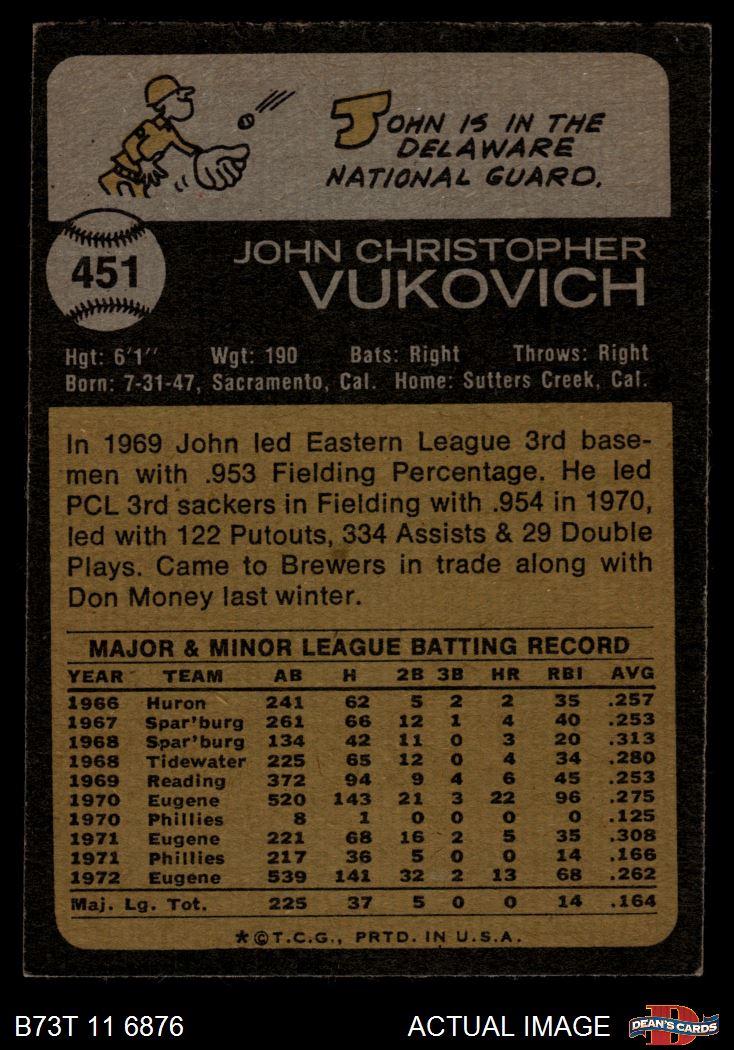 JOHN IS IN THE
DELAWARE
NATIONAL GUARD.
451
JOHN CHRISTOPHER
VUKOVICH
Hgt: 6'1" Wgt: 190 Bats: Right Throws: Right
Born: 7-31-47, Sacramento, Cal. Home: Sutters Creek, Cal.
In 1969 John led Eastern League 3rd base-
men with .953 Fielding Percentage. He led
PCL 3rd sackers in Fielding with .954 in 1970,
led with 122 Putouts, 334 Assists & 29 Double
Plays. Came to Brewers in trade along with
Don Money last winter.
MAJOR & MINOR LEAGUE BATTING RECORD
YEAR TEAM AB H 2B 3B HR RBI AVG
1966 Huron 241 62 5 2 2 35 .257
1967 Spar'burg 261 66 12 1 4 40 .253
1968 Spar'burg 134 42 11 0 3 20 .313
1968 Tidewater 225 65 12 0 4 34 .280
1969 Reading 372 94 9 4 6 45 .253
1970 Eugene 520 143 21 3 22 96 .275
1970 Phillies 8 1 0 0 0 0 .125
1971 Eugene 221 68 16 2 5 35 .308
1971 Phillies 217 36 5 0 0 14 .166
1972 Eugene 539 141 32 2 13 68 .262
Maj. Lg. Tot. 225 37 5 0 0 14 .164
*©T.C.G., PRTD. IN U.S.A.
B73T 11 6876 ACTUAL IMAGE DEAN'S CARDS